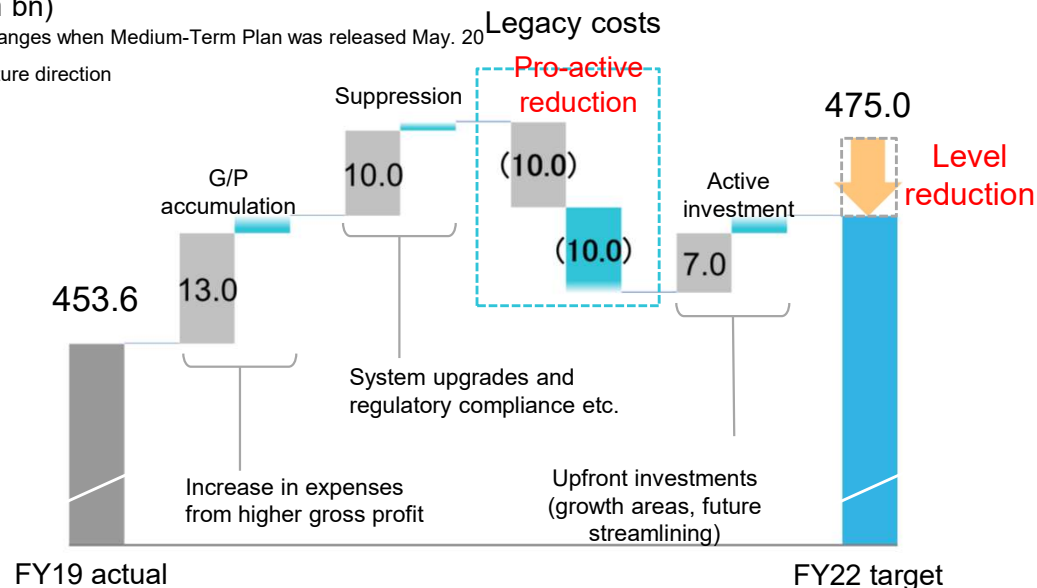 bn)
anges when Medium-Term Plan was released May. 20
ure direction
Legacy costs
Pro-active
reduction
Suppression
475.0
Level
reduction
10.0
(10.0)
G/P
accumulation
Active
investment
(10.0)
7.0
13.0
453.6
System upgrades and
regulatory compliance etc.
Increase in expenses
from higher gross profit
Upfront investments
(growth areas, future
streamlining)
FY19 actual
FY22 target